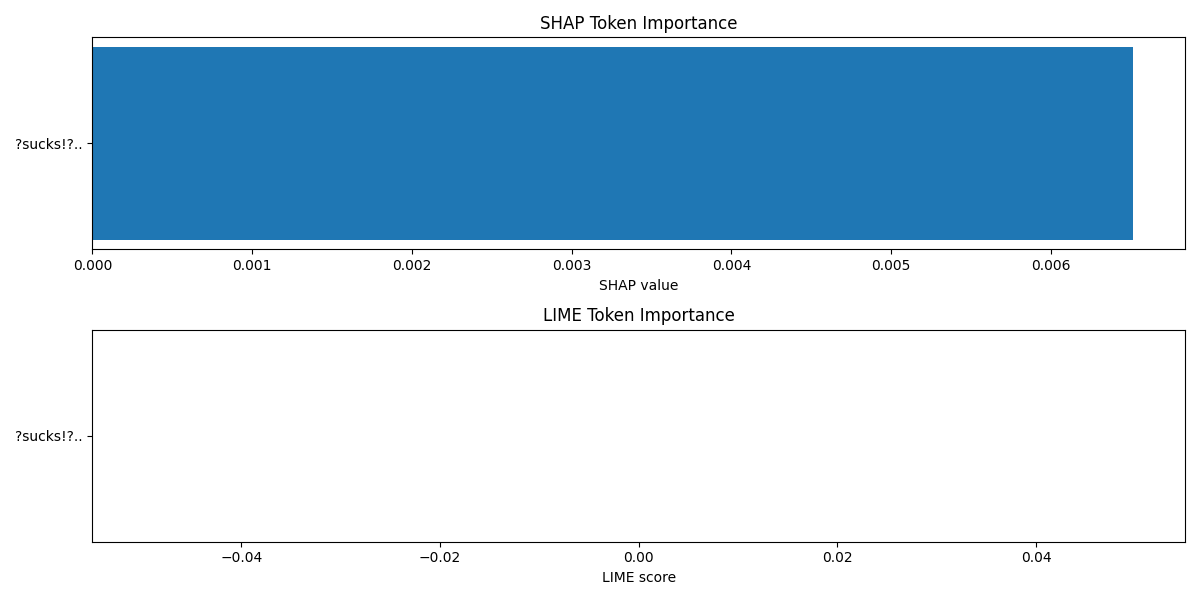 SHAP Token Importance
?sucks!?..
0.000 0.001 0.002 0.003 0.004 0.005 0.006
SHAP value
LIME Token Importance
?sucks!?..
−0.04 −0.02 0.00 0.02 0.04
LIME score